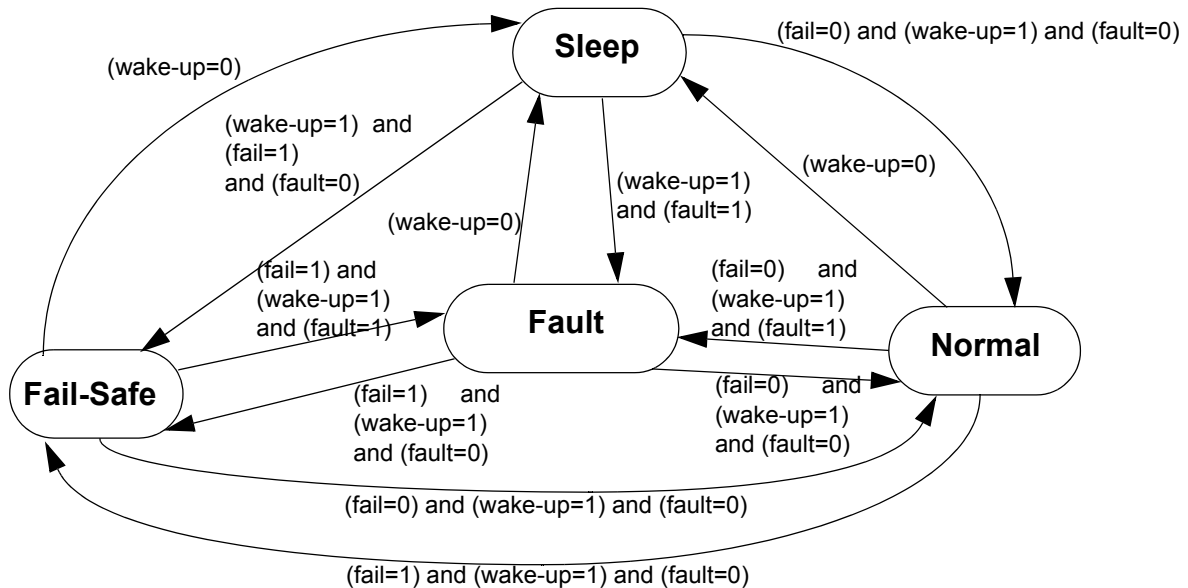 Sleep
(fail=0) and (wake-up=1) and (fault=0)
(wake-up=0)
(wake-up=1) and
(fail=1)
and (fault=0)
(wake-up=0)
(wake-up=1)
and (fault=1)
(wake-up=0)
(fail=1) and
(wake-up=1)
and (fault=1)
(fail=0) and
(wake-up=1)
and (fault=1)
Fault
Normal
Fail-Safe
(fail=1) and
(wake-up=1)
and (fault=0)
(fail=0) and
(wake-up=1)
and (fault=0)
(fail=0) and (wake-up=1) and (fault=0)
(fail=1) and (wake-up=1) and (fault=0)